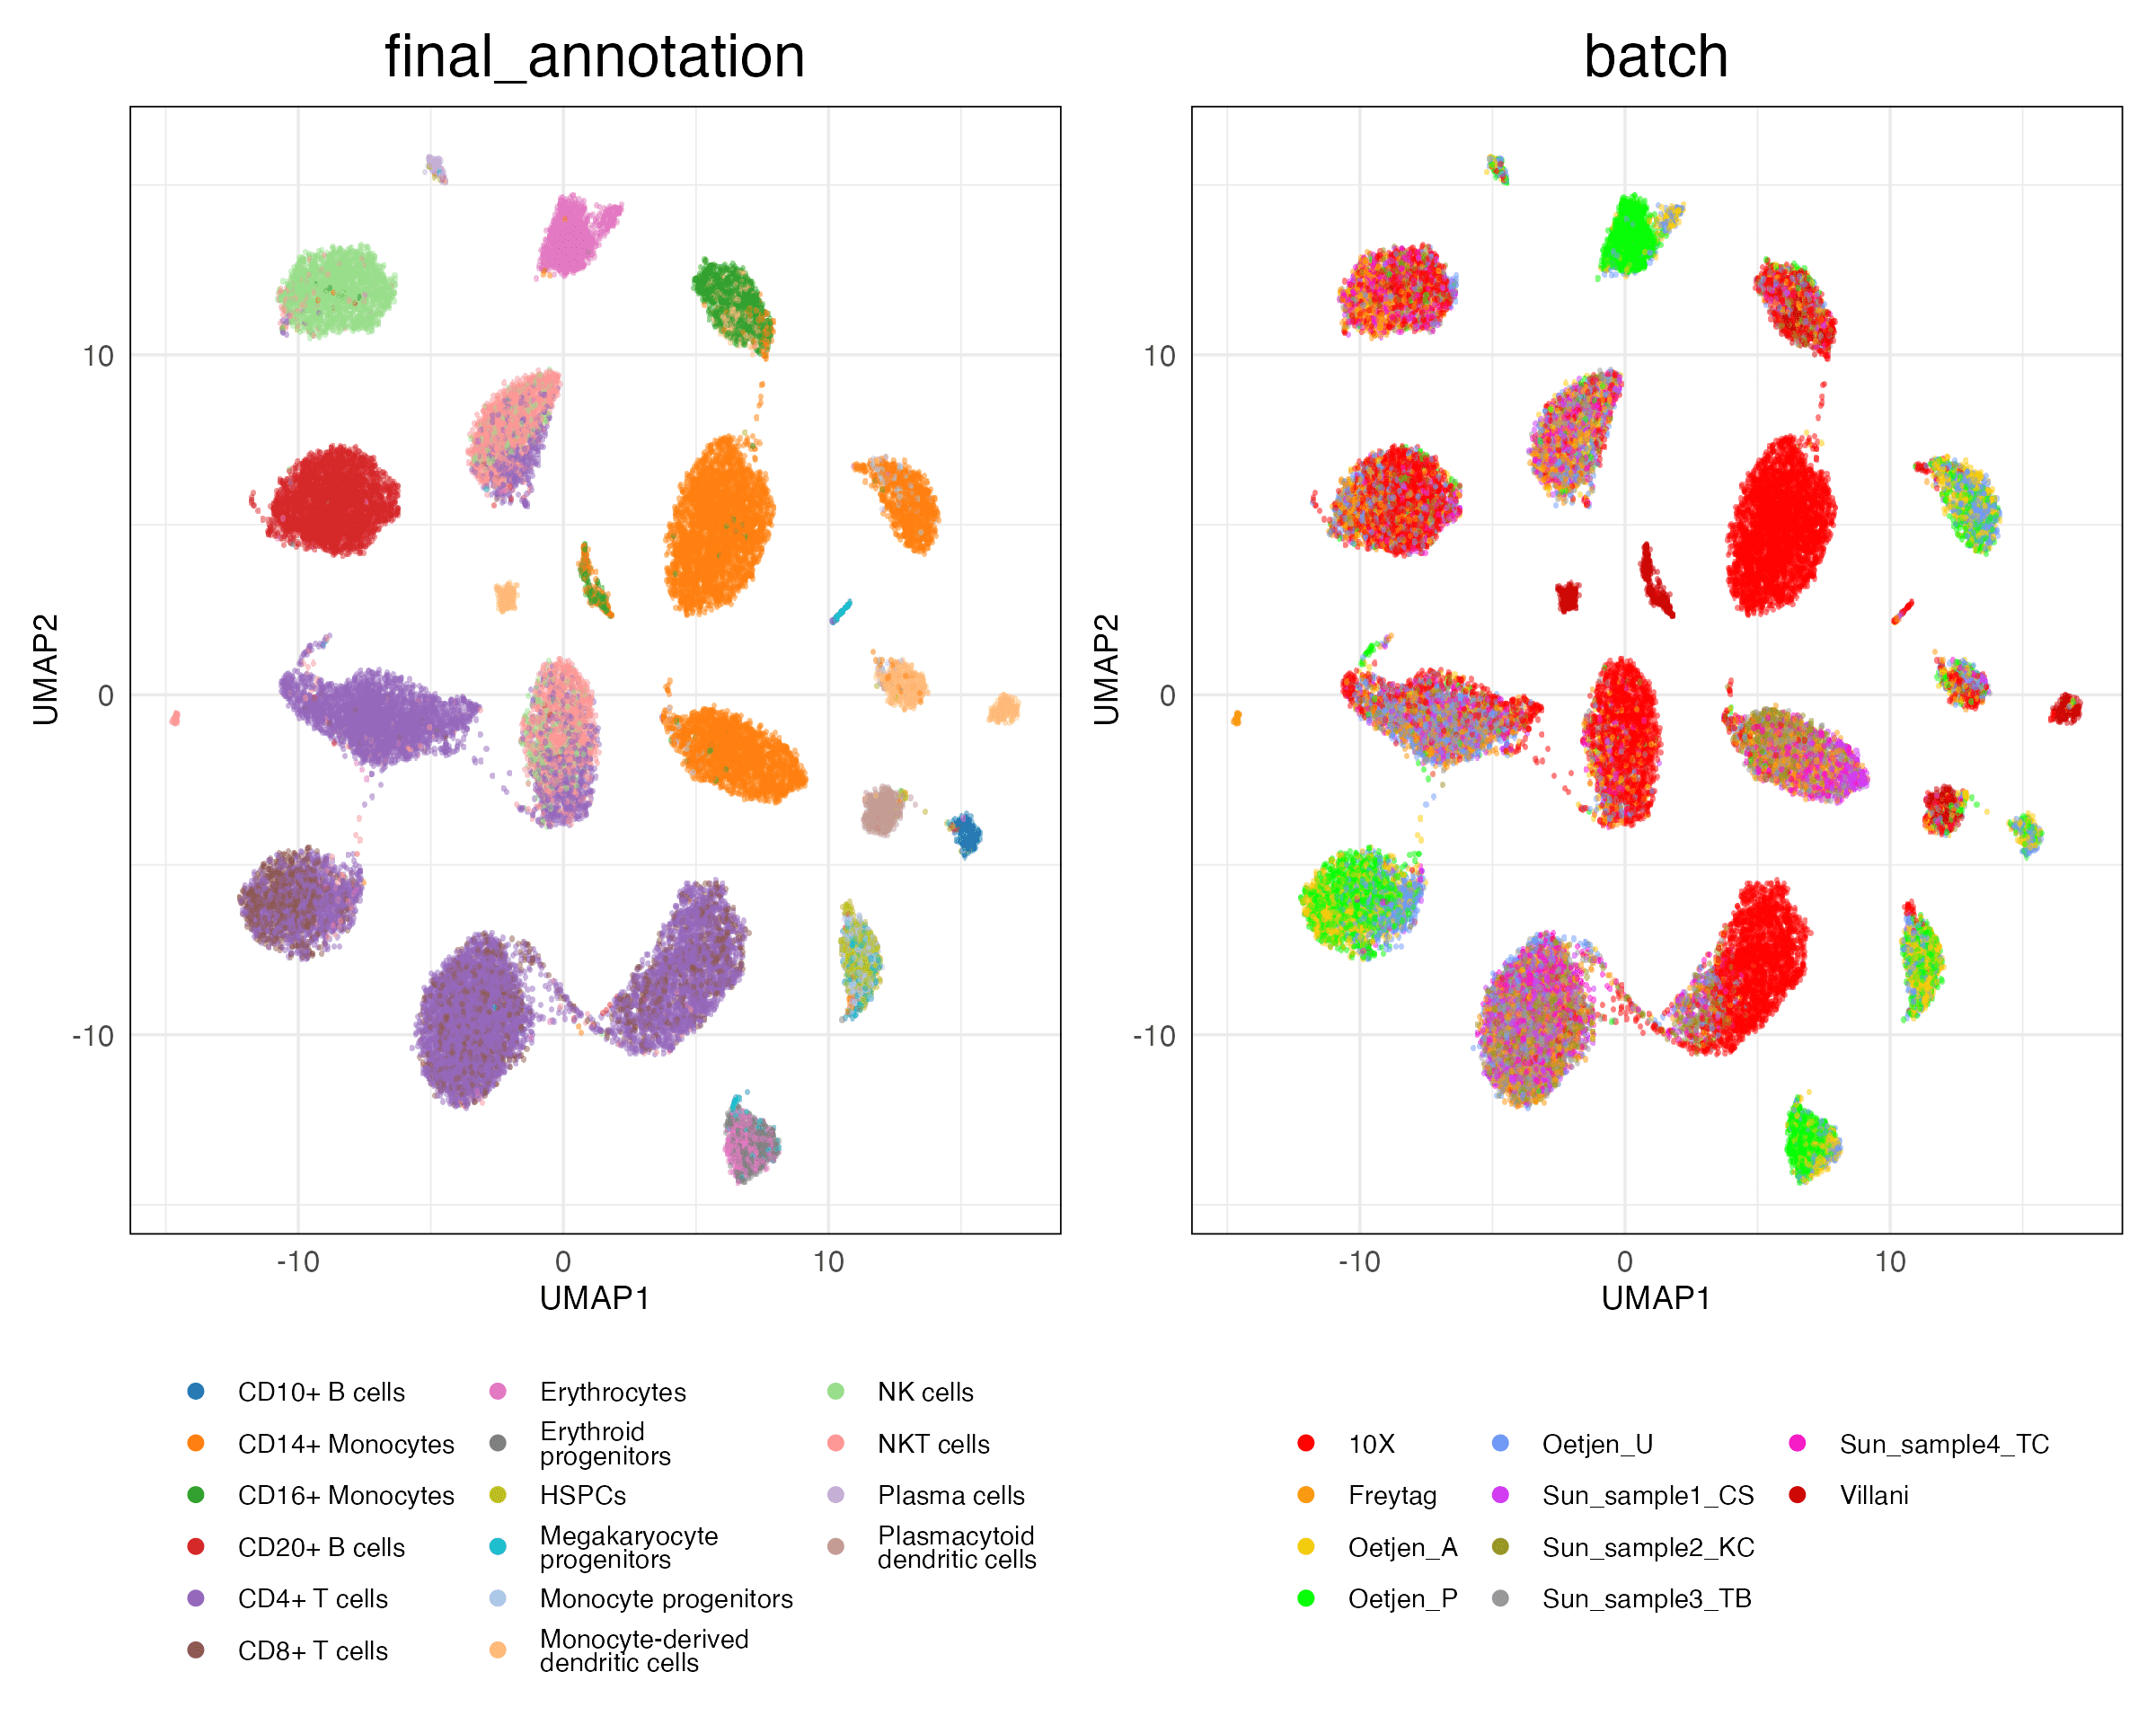 final_annotation
batch
10
0
-10
UMAP2
-10
0
10
UMAP1
10
0
-10
UMAP2
-10
0
10
UMAP1
CD10+ B cells
CD14+ Monocytes
CD16+ Monocytes
CD20+ B cells
CD4+ T cells
CD8+ T cells
Erythrocytes
Erythroid
progenitors
HSPCs
Megakaryocyte
progenitors
Monocyte progenitors
Monocyte-derived
dendritic cells
NK cells
NKT cells
Plasma cells
Plasmacytoid
dendritic cells
10X
Freytag
Oetjen_A
Oetjen_P
Oetjen_U
Sun_sample1_CS
Sun_sample2_KC
Sun_sample3_TB
Sun_sample4_TC
Villani